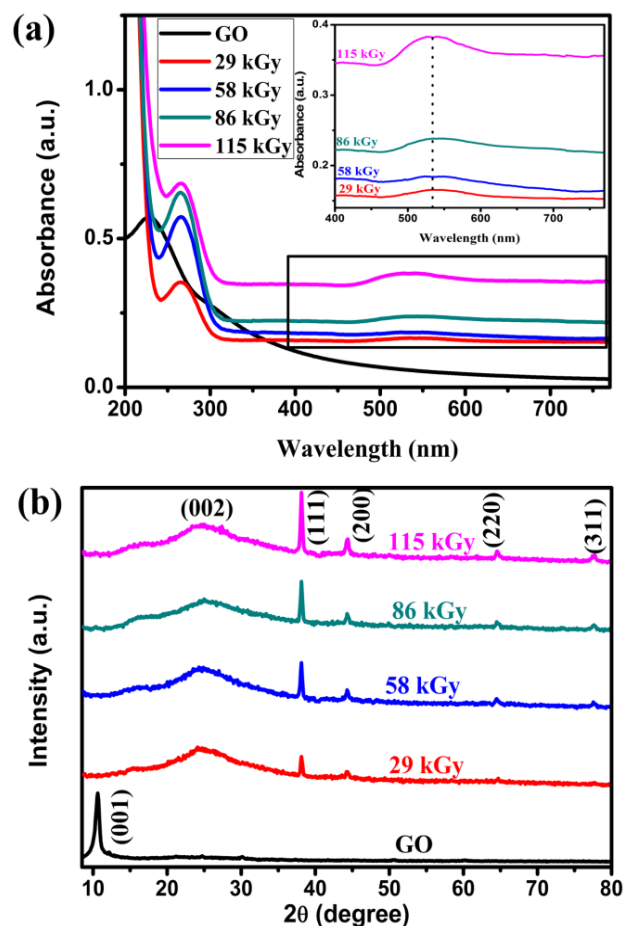 (a)
GO
29 kGy
58 kGy
86 kGy
115 kGy
1.0
0.5
0.0
Absorbance (a.u.)
200 300 400 500 600 700
Wavelength (nm)
0.4
0.3
0.2
Absorbance (a.u.)
115 kGy
86 kGy
58 kGy
29 kGy
400 500 600 700
Wavelength (nm)
(b)
(002)
(111)
(200)
(220)
(311)
115 kGy
86 kGy
58 kGy
29 kGy
(001)
GO
Intensity (a.u.)
10 20 30 40 50 60 70 80
2θ (degree)